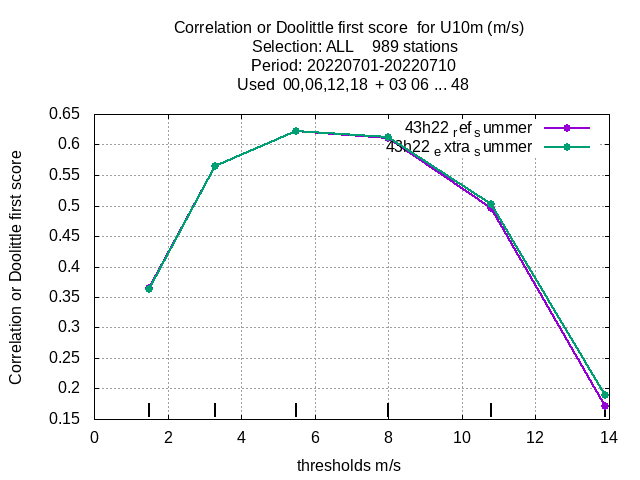 Correlation or Doolittle first score  for U10m (m/s)
Selection: ALL    989 stations
Period: 20220701-20220710
Used  00,06,12,18  + 03 06 ... 48
43h22 ref summer
43h22 extra summer
Correlation or Doolittle first score
0.65
0.6
0.55
0.5
0.45
0.4
0.35
0.3
0.25
0.2
0.15
0 2 4 6 8 10 12 14
thresholds m/s